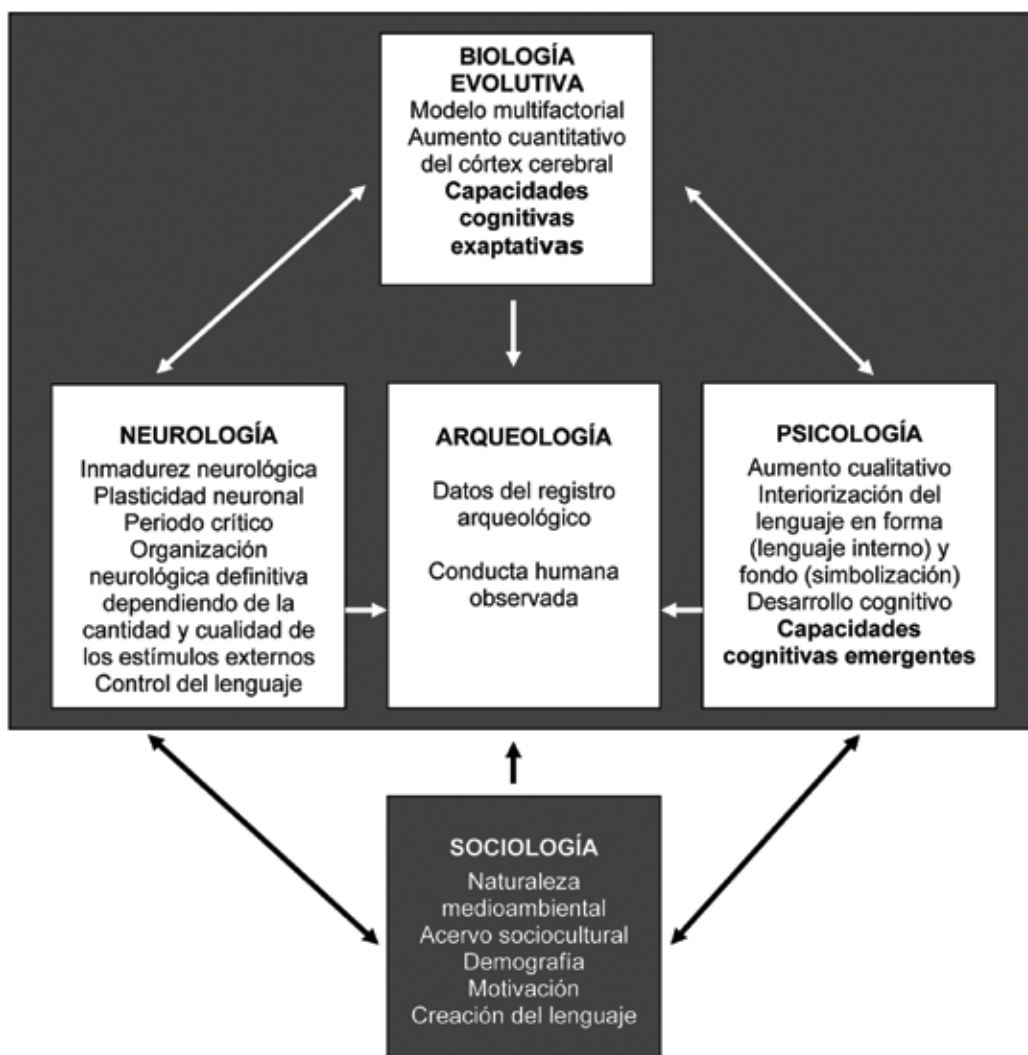 BIOLOGÍA
EVOLUTIVA
Modelo multifactorial
Aumento cuantitativo
del córtex cerebral
Capacidades
cognitivas
exaptativas
NEUROLOGÍA
Inmadurez neurológica
Plasticidad neuronal
Periodo crítico
Organización
neurológica definitiva
dependiendo de la
cantidad y cualidad de
los estímulos externos
Control del lenguaje
ARQUEOLOGÍA
Datos del registro
arqueológico
Conducta humana
observada
PSICOLOGÍA
Aumento cualitativo
Interiorización del
lenguaje en forma
(lenguaje interno) y
fondo (simbolización)
Desarrollo cognitivo
Capacidades
cognitivas emergentes
SOCIOLOGÍA
Naturaleza
medioambiental
Acervo sociocultural
Demografía
Motivación
Creación del lenguaje